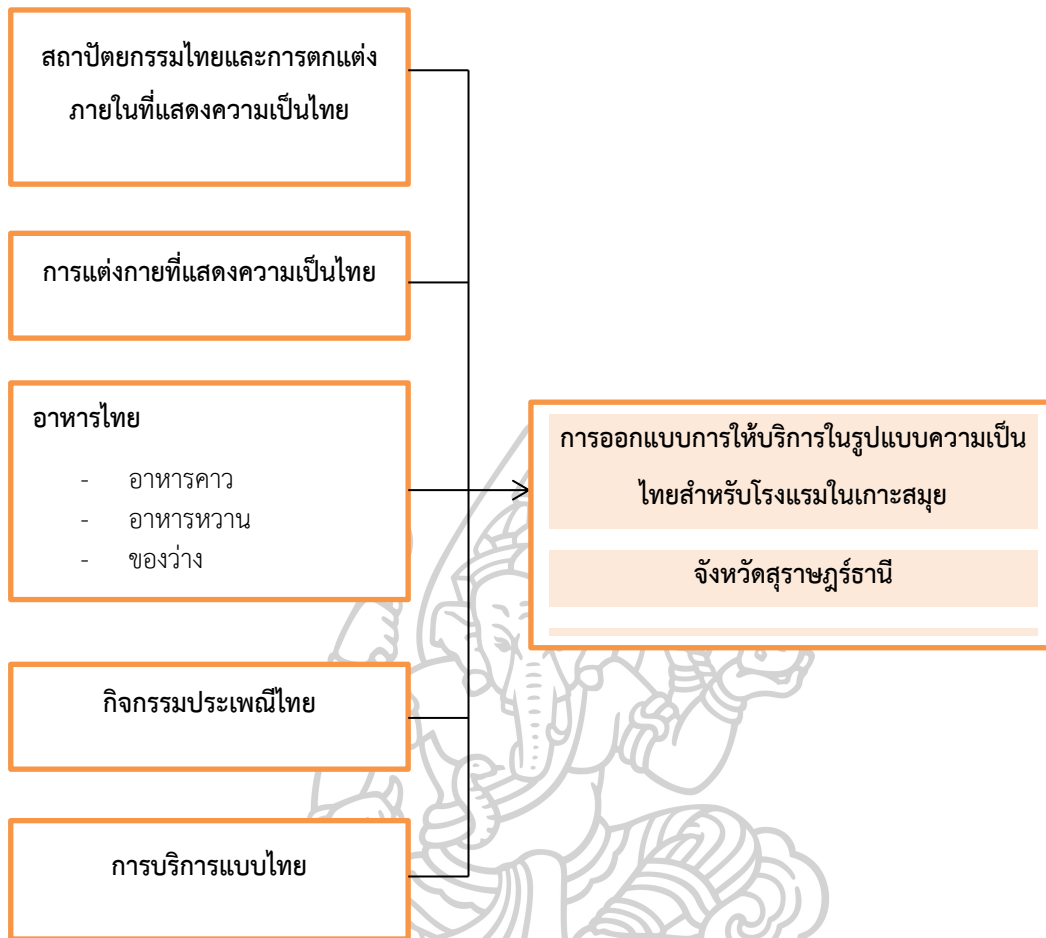 สถาปัตยกรรมไทยและการตกแต่ง
ภายในที่แสดงความเป็นไทย
การแต่งกายที่แสดงความเป็นไทย
อาหารไทย
- อาหารคาว
- อาหารหวาน
- ของว่าง
กิจกรรมประเพณีไทย
การบริการแบบไทย
การออกแบบการให้บริการในรูปแบบความเป็น
ไทยสำหรับโรงแรมในเกาะสมุย
จังหวัดสุราษฎร์ธานี